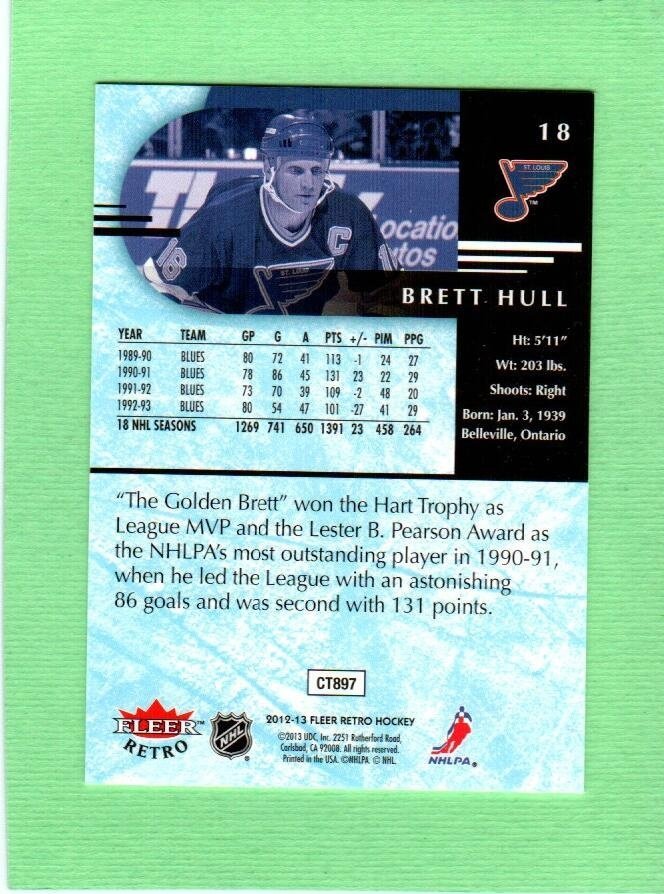 18
ST. LOUIS
TM
ocatio
utos
C
18
ST. LOUIS
BRETT HULL
YEAR TEAM GP G A PTS +/- PIM PPG
1989-90 BLUES 80 72 41 113 -1 24 27
1990-91 BLUES 78 86 45 131 23 22 29
1991-92 BLUES 73 70 39 109 -2 48 20
1992-93 BLUES 80 54 47 101 -27 41 29
18 NHL SEASONS 1269 741 650 1391 23 458 264
Ht: 5'11"
Wt: 203 lbs.
Shoots: Right
Born: Jan. 3, 1939
Belleville, Ontario
“The Golden Brett” won the Hart Trophy as
League MVP and the Lester B. Pearson Award as
the NHLPA’s most outstanding player in 1990-91,
when he led the League with an astonishing
86 goals and was second with 131 points.
CT897
FLEER™
RETRO
NHL®
2012-13 FLEER RETRO HOCKEY
©2013 UDC, Inc. 2251 Rutherford Road,
Carlsbad, CA 92008. All rights reserved.
Printed in the USA. ©NHLPA. © NHL.
NHLPA®